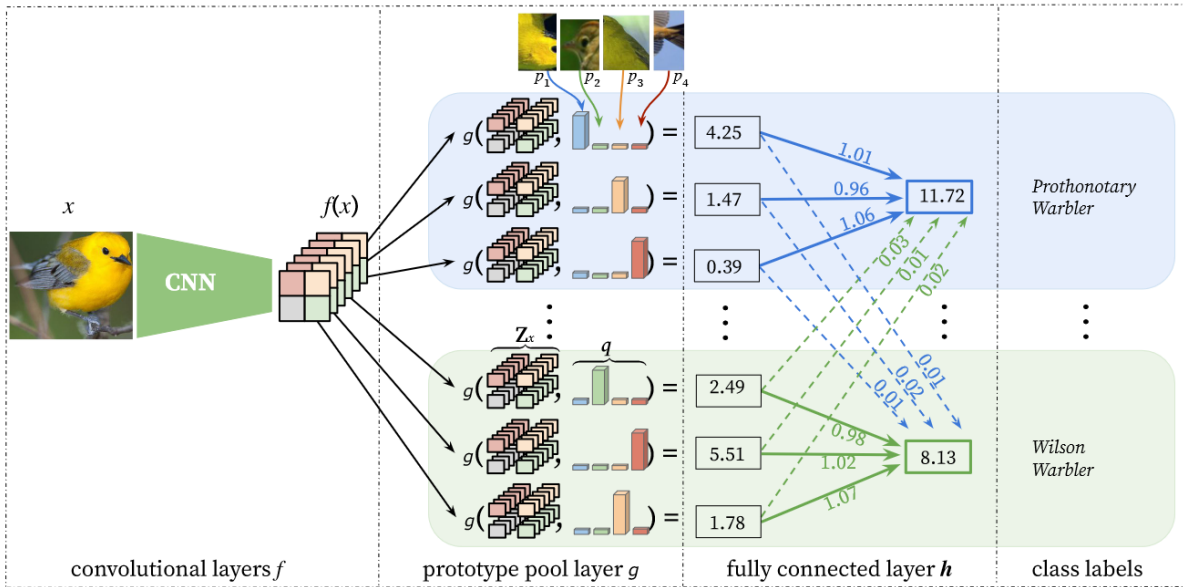 p₁ p₂ p₃ p₄
x
f(x)
CNN
g( , ) = 4.25
g( , ) = 1.47
g( , ) = 0.39
1.01
0.96
1.06
11.72
Prothonotary
Warbler
0.03
0.01
0.02
⋮ ⋮ ⋮ ⋮
Zₓ q
0.01
0.02
0.01
g( , ) = 2.49
g( , ) = 5.51
g( , ) = 1.78
0.98
1.02
1.07
8.13
Wilson
Warbler
convolutional layers f
prototype pool layer g
fully connected layer h
class labels